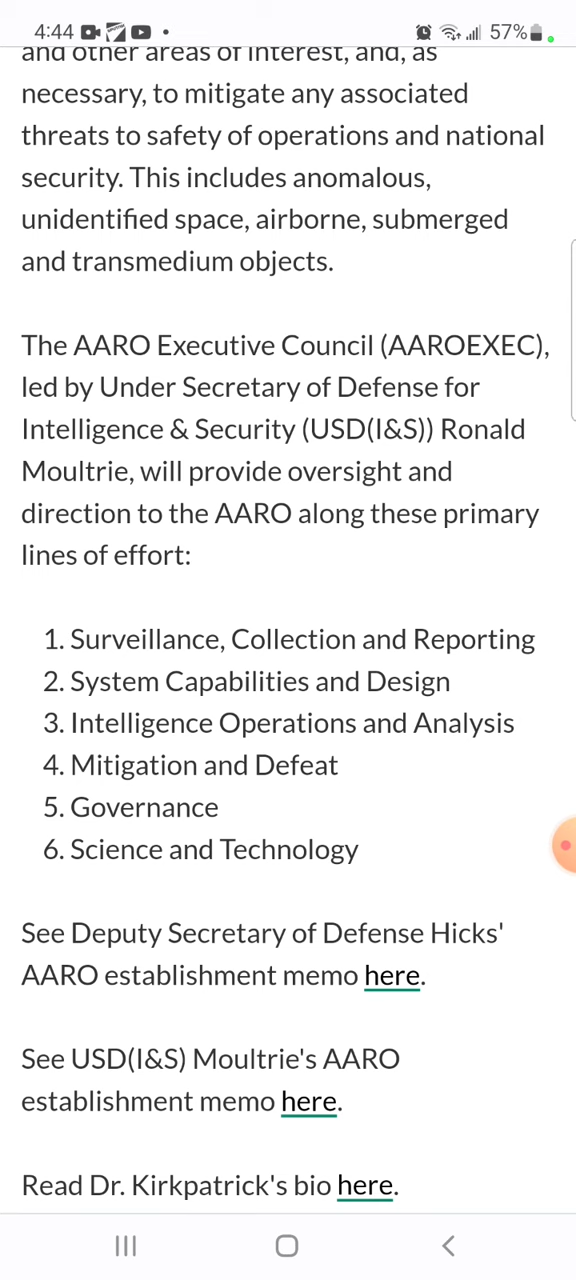 4:44
57%
and other areas of interest, and, as
necessary, to mitigate any associated
threats to safety of operations and national
security. This includes anomalous,
unidentified space, airborne, submerged
and transmedium objects.
The AARO Executive Council (AAROEXEC),
led by Under Secretary of Defense for
Intelligence & Security (USD(I&S)) Ronald
Moultrie, will provide oversight and
direction to the AARO along these primary
lines of effort:
1. Surveillance, Collection and Reporting
2. System Capabilities and Design
3. Intelligence Operations and Analysis
4. Mitigation and Defeat
5. Governance
6. Science and Technology
See Deputy Secretary of Defense Hicks'
AARO establishment memo here.
See USD(I&S) Moultrie's AARO
establishment memo here.
Read Dr. Kirkpatrick's bio here.